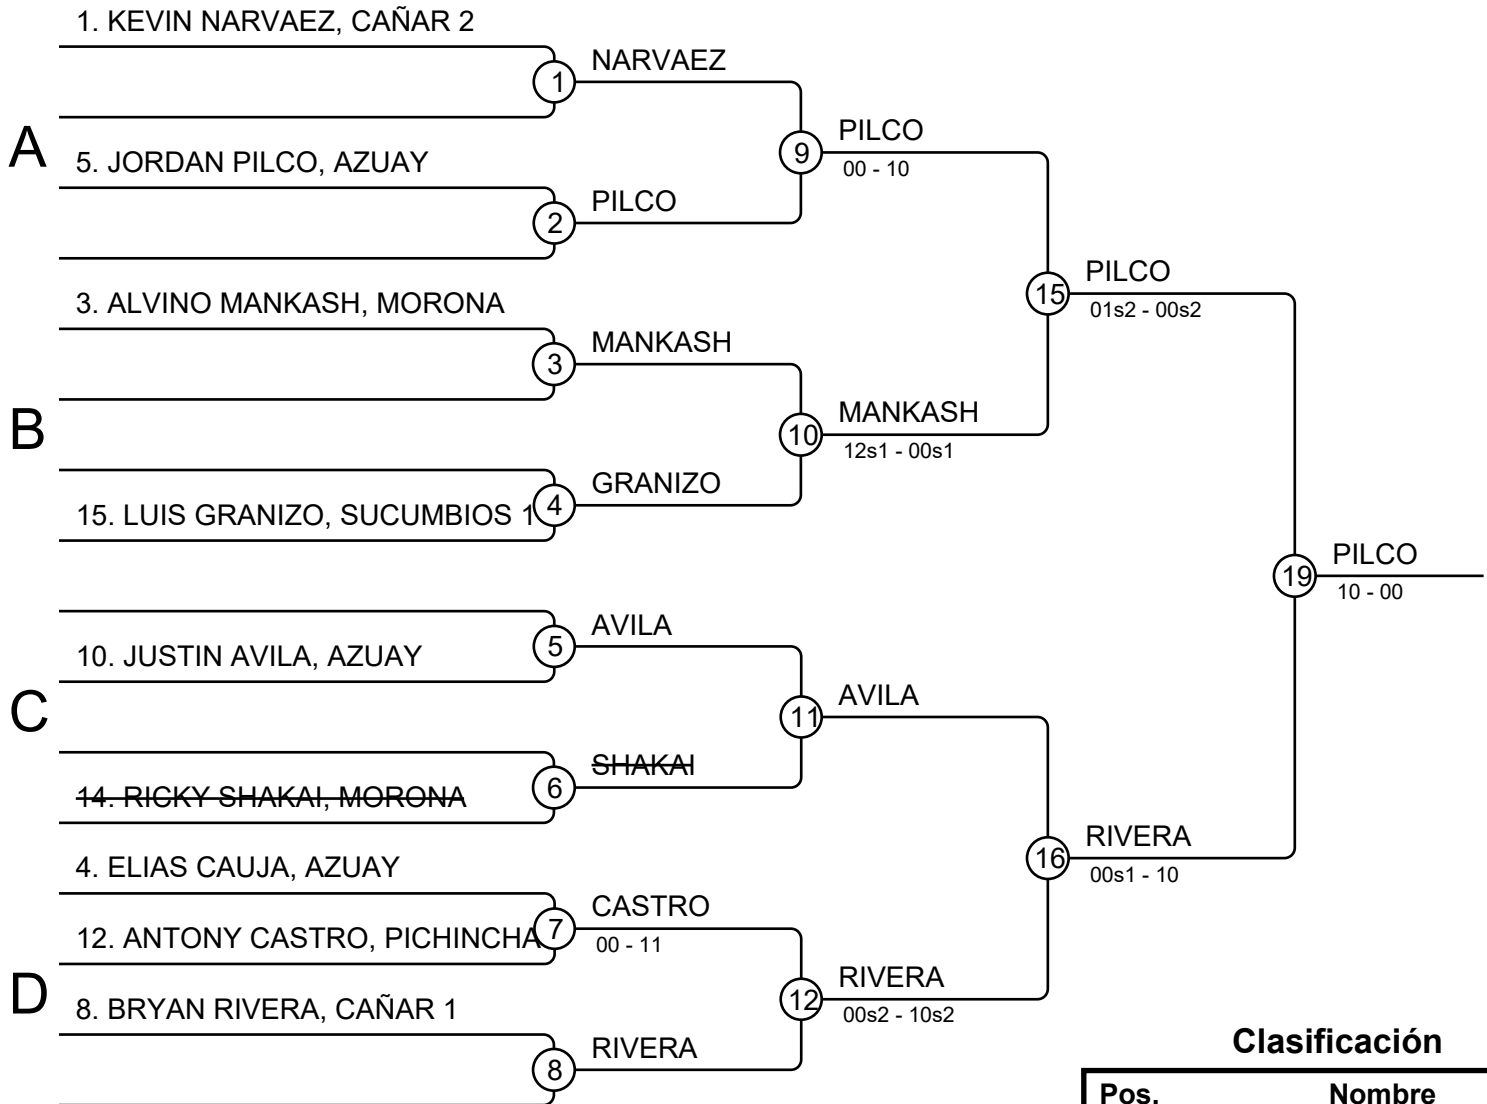 1. KEVIN NARVAEZ, CAÑAR 2
1
NARVAEZ
A
5. JORDAN PILCO, AZUAY
2
PILCO
9
PILCO
00 - 10
3. ALVINO MANKASH, MORONA
3
MANKASH
B
15. LUIS GRANIZO, SUCUMBIOS 1
4
GRANIZO
10
MANKASH
12s1 - 00s1
15
PILCO
01s2 - 00s2
10. JUSTIN AVILA, AZUAY
5
AVILA
C
14. RICKY SHAKAI, MORONA
6
SHAKAI
11
AVILA
4. ELIAS CAUJA, AZUAY
12. ANTONY CASTRO, PICHINCHA
7
CASTRO
00 - 11
D
8. BRYAN RIVERA, CAÑAR 1
8
RIVERA
12
RIVERA
00s2 - 10s2
16
RIVERA
00s1 - 10
19
PILCO
10 - 00
Clasificación
Pos. Nombre